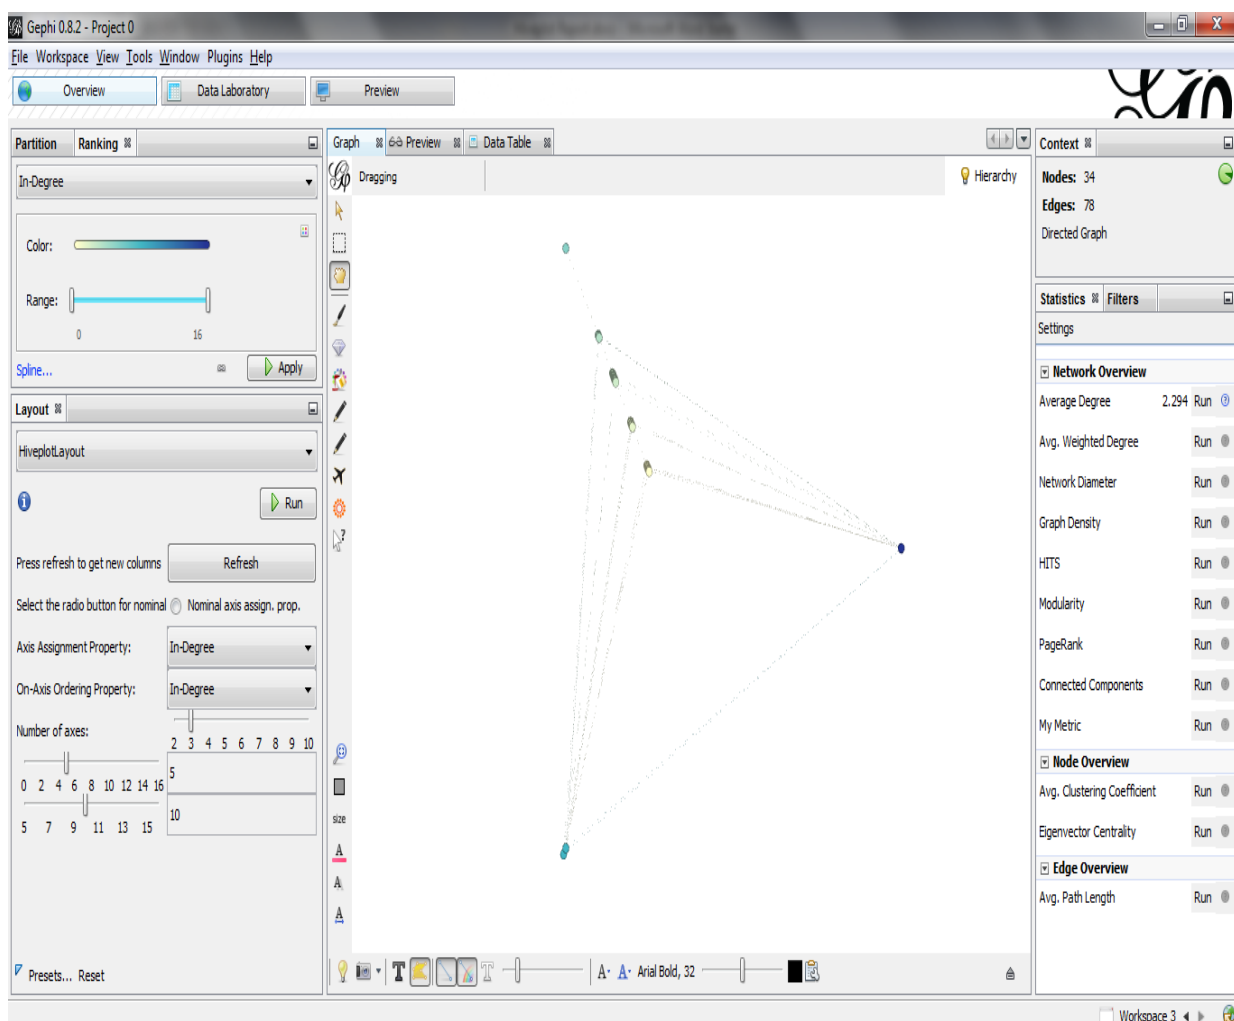 Gephi 0.8.2 - Project 0
File Workspace View Tools Window Plugins Help
Overview Data Laboratory Preview
Partition Ranking
In-Degree
Color:
Range:
0 16
Spline...
Apply
Layout
HiveplotLayout
Run
Press refresh to get new columns Refresh
Select the radio button for nominal Nominal axis assign. prop.
Axis Assignment Property: In-Degree
On-Axis Ordering Property: In-Degree
Number of axes:
2 3 4 5 6 7 8 9 10
0 2 4 6 8 10 12 14 16
5
5 7 9 11 13 15
10
Presets... Reset
Graph Preview Data Table
Dragging
Hierarchy
size
A
A
A
T T A- A- Arial Bold, 32
Context
Nodes: 34
Edges: 78
Directed Graph
Statistics Filters
Settings
Network Overview
Average Degree 2.294 Run
Avg. Weighted Degree Run
Network Diameter Run
Graph Density Run
HITS Run
Modularity Run
PageRank Run
Connected Components Run
My Metric Run
Node Overview
Avg. Clustering Coefficient Run
Eigenvector Centrality Run
Edge Overview
Avg. Path Length Run
Workspace 3